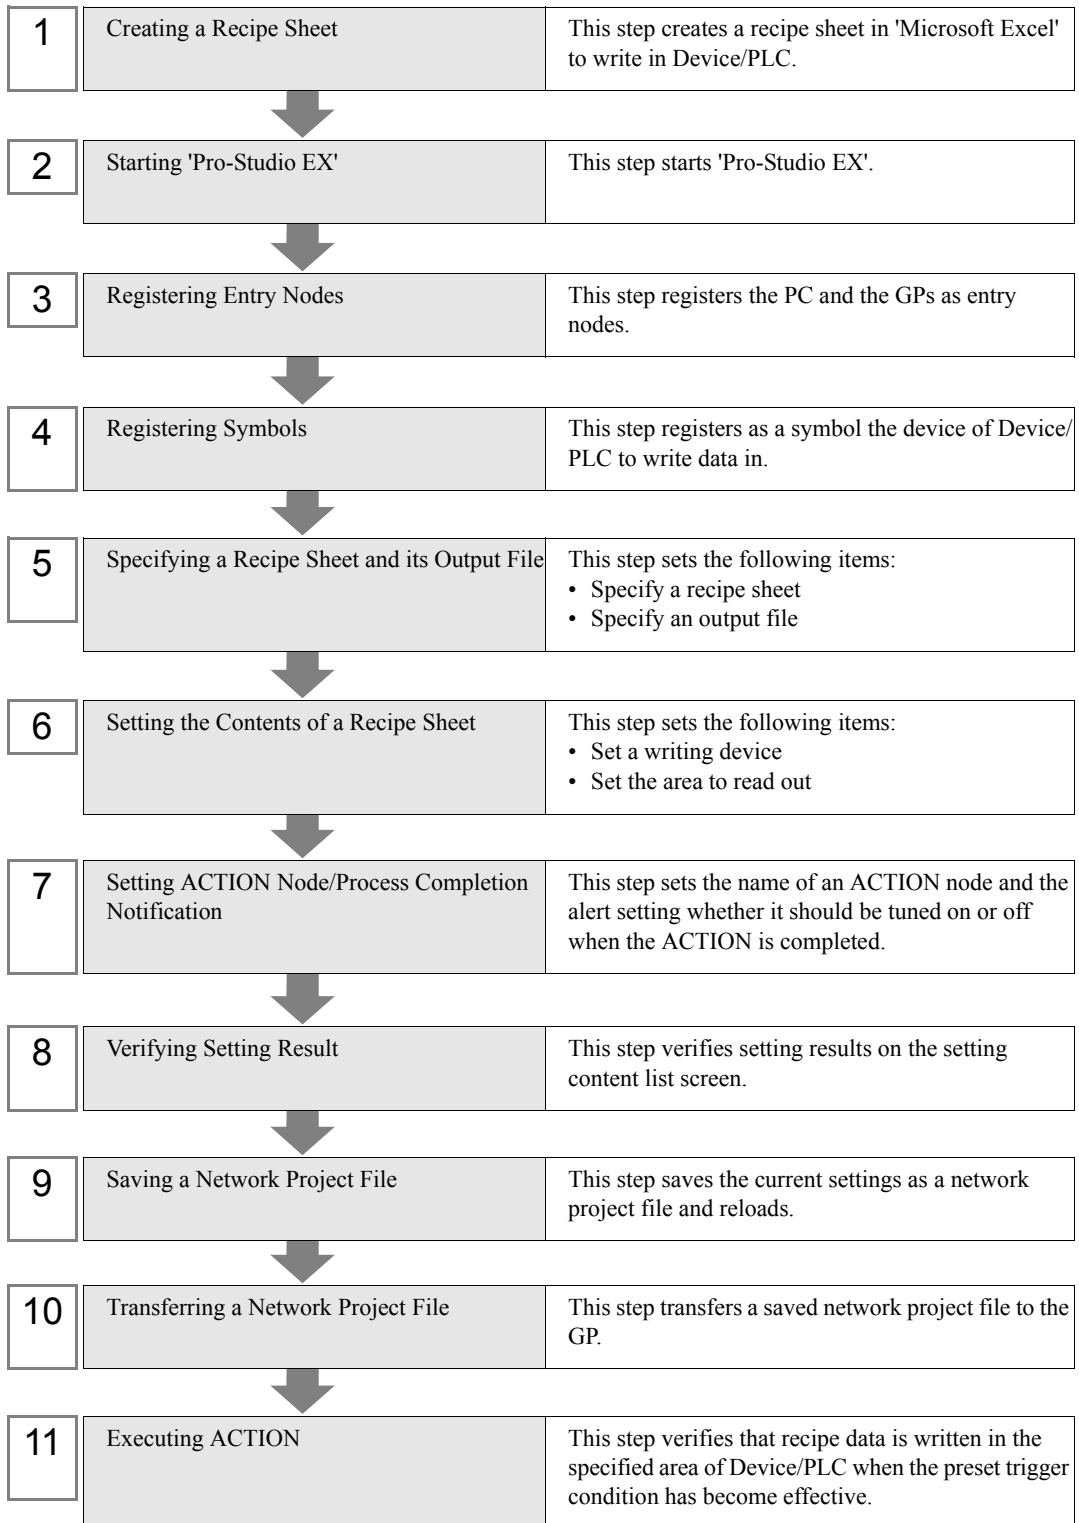 1
Creating a Recipe Sheet
This step creates a recipe sheet in 'Microsoft Excel'
to write in Device/PLC.
2
Starting 'Pro-Studio EX'
This step starts 'Pro-Studio EX'.
3
Registering Entry Nodes
This step registers the PC and the GPs as entry
nodes.
4
Registering Symbols
This step registers as a symbol the device of Device/
PLC to write data in.
5
Specifying a Recipe Sheet and its Output File
This step sets the following items:
• Specify a recipe sheet
• Specify an output file
6
Setting the Contents of a Recipe Sheet
This step sets the following items:
• Set a writing device
• Set the area to read out
7
Setting ACTION Node/Process Completion
Notification
This step sets the name of an ACTION node and the
alert setting whether it should be tuned on or off
when the ACTION is completed.
8
Verifying Setting Result
This step verifies setting results on the setting
content list screen.
9
Saving a Network Project File
This step saves the current settings as a network
project file and reloads.
10
Transferring a Network Project File
This step transfers a saved network project file to the
GP.
11
Executing ACTION
This step verifies that recipe data is written in the
specified area of Device/PLC when the preset trigger
condition has become effective.